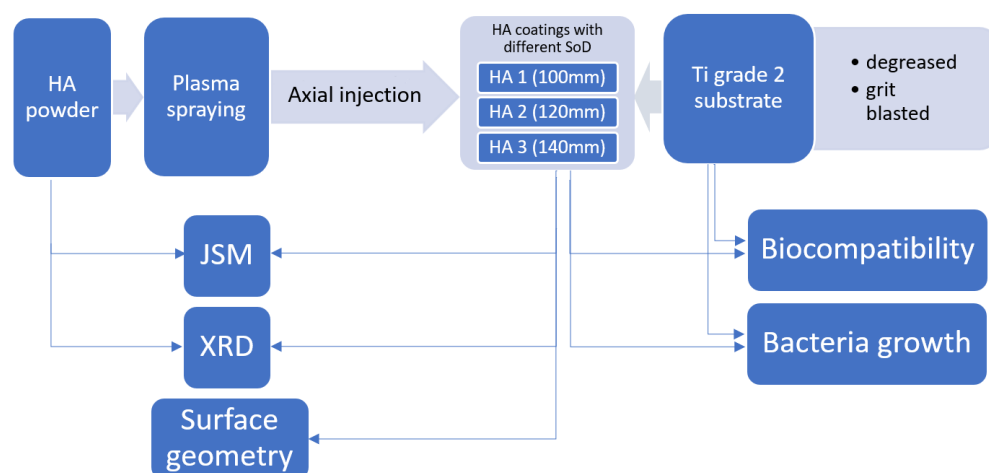 HA
powder
Plasma
spraying
Axial injection
HA coatings with
different SoD
HA 1 (100mm)
HA 2 (120mm)
HA 3 (140mm)
Ti grade 2
substrate
• degreased
• grit
blasted
JSM
XRD
Surface
geometry
Biocompatibility
Bacteria growth